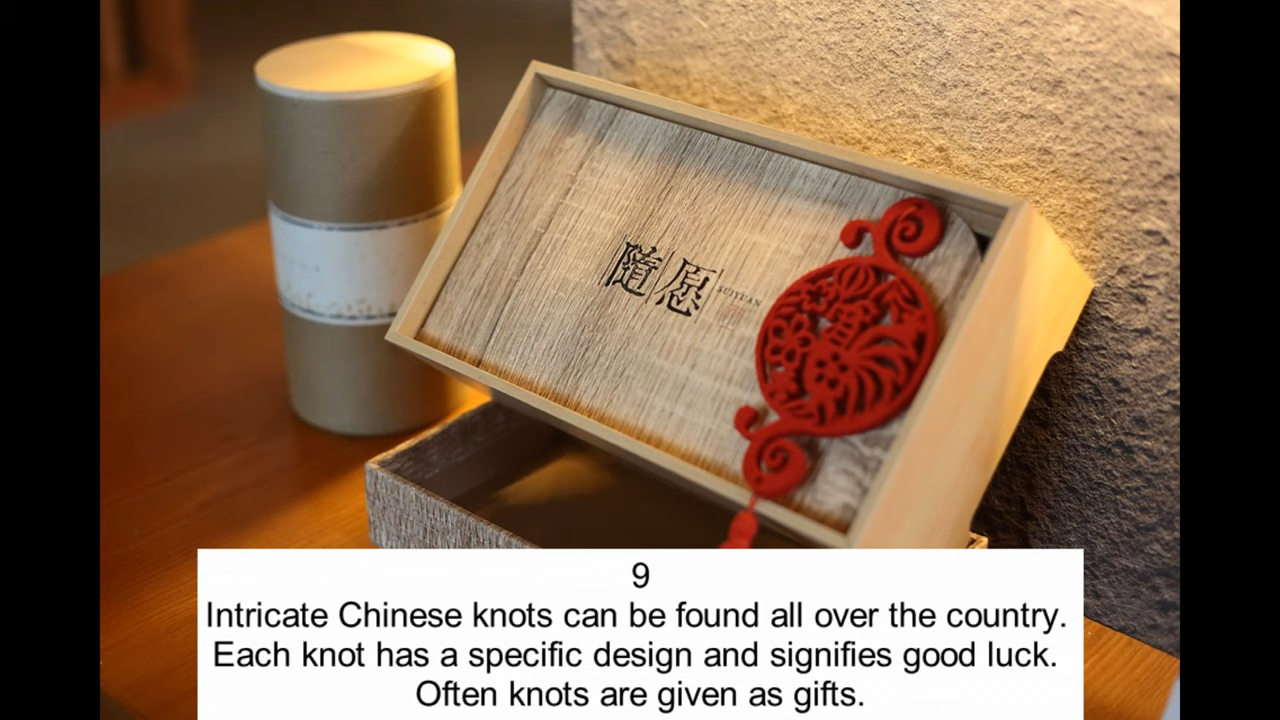 隨愿 SUIYUAN
9
Intricate Chinese knots can be found all over the country.
Each knot has a specific design and signifies good luck.
Often knots are given as gifts.